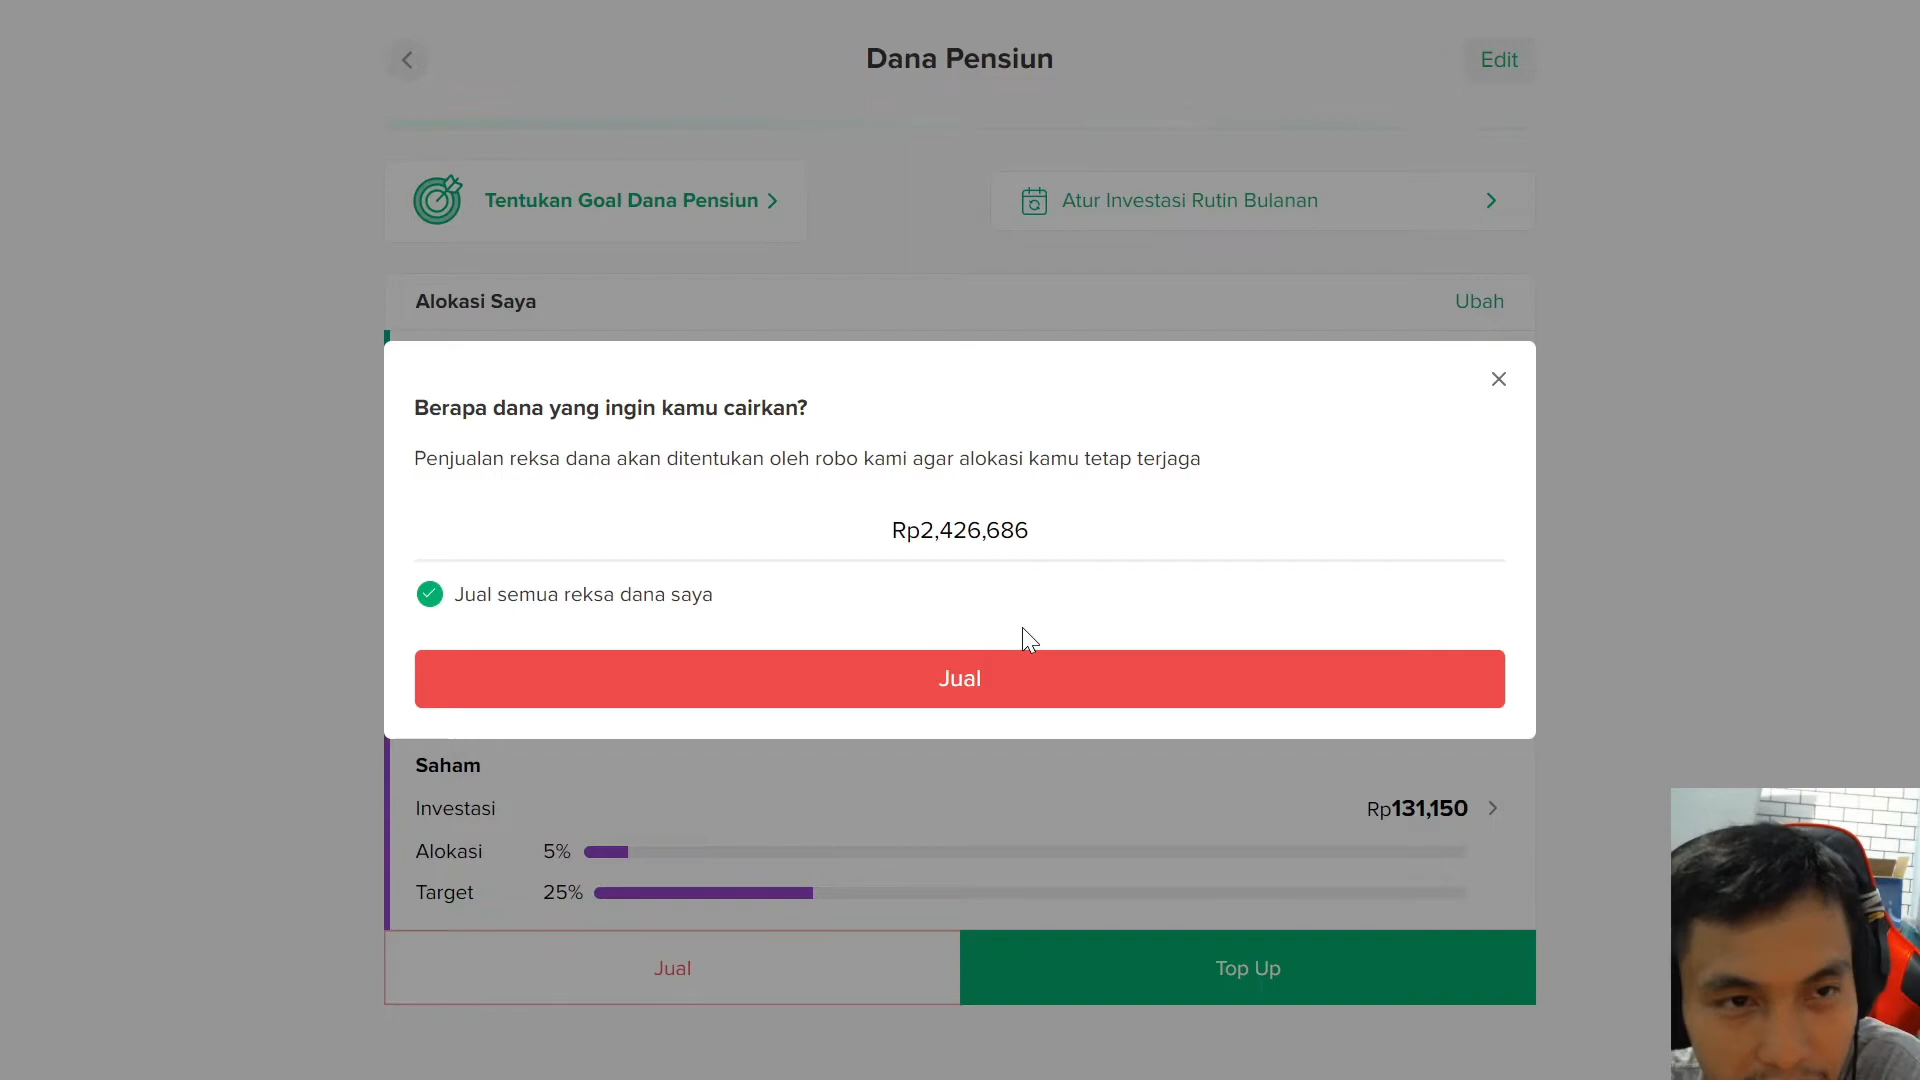 Dana Pensiun
Edit
Tentukan Goal Dana Pensiun
Atur Investasi Rutin Bulanan
Alokasi Saya
Ubah
Berapa dana yang ingin kamu cairkan?
Penjualan reksa dana akan ditentukan oleh robo kami agar alokasi kamu tetap terjaga
Rp2,426,686
Jual semua reksa dana saya
Jual
Saham
Investasi
Rp131,150
Alokasi 5%
Target 25%
Jual
Top Up